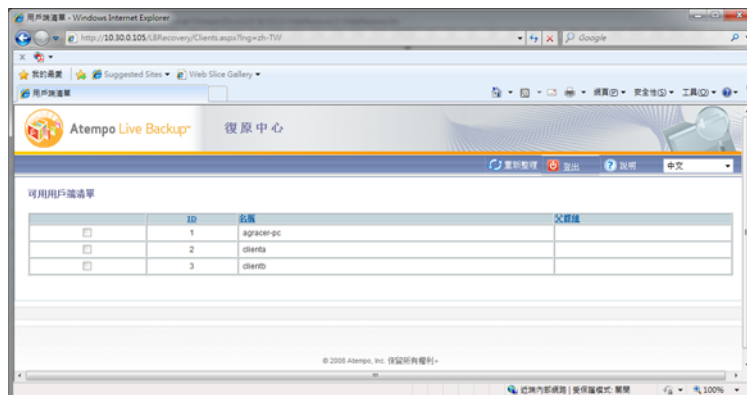 用戶端清單 - Windows Internet Explorer
http://10.30.0.105/LBRecovery/Clients.aspx?lng=zh-TW
Google
我的最愛 Suggested Sites Web Slice Gallery
用戶端清單 網頁(P) 安全性(S) 工具(O)
Atempo Live Backup™ 復原中心
重新整理 登出 說明 中文
可用用戶端清單
ID 名稱 父群組
1 agracer-pc
2 clienta
3 clientb
© 2008 Atempo, Inc. 保留所有權利。
近端內部網路 | 受保護模式: 關閉 100%